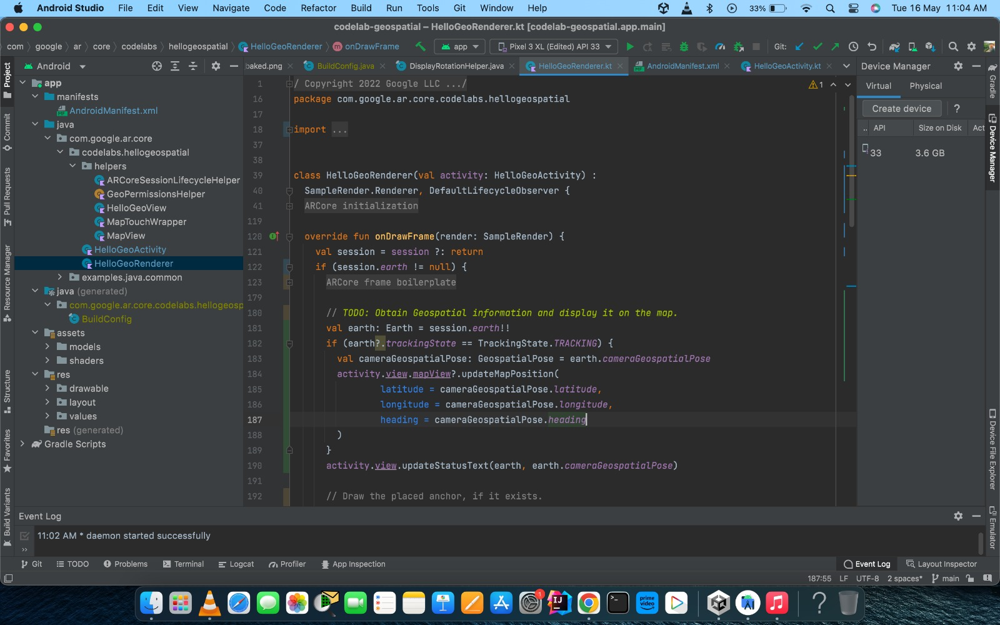 Android Studio File Edit View Navigate Code Refactor Build Run Tools Git Window Help 33% Tue 16 May 11:04 AM
codelab-geospatial – HelloGeoRenderer.kt [codelab-geospatial.app.main]
com google ar core codelabs hellogeospatial HelloGeoRenderer m onDrawFrame app Pixel 3 XL (Edited) API 33 Git:
Project
Commit
Pull Requests
Resource Manager
Structure
Favorites
Build Variants
Android
app
manifests
AndroidManifest.xml
java
com.google.ar.core
codelabs.hellogeospatial
helpers
ARCoreSessionLifecycleHelper
GeoPermissionsHelper
HelloGeoView
MapTouchWrapper
MapView
HelloGeoActivity
HelloGeoRenderer
examples.java.common
java (generated)
com.google.ar.core.codelabs.hellogeosp
BuildConfig
assets
models
shaders
res
drawable
layout
values
res (generated)
Gradle Scripts
baked.png BuildConfig.java DisplayRotationHelper.java HelloGeoRenderer.kt AndroidManifest.xml HelloGeoActivity.kt
1
1 / Copyright 2022 Google LLC .../
16 package com.google.ar.core.codelabs.hellogeospatial
17
18 import ...
37
38
39 class HelloGeoRenderer(val activity: HelloGeoActivity) :
40 SampleRender.Renderer, DefaultLifecycleObserver {
41 ARCore initialization
119
120 override fun onDrawFrame(render: SampleRender) {
121 val session = session ?: return
122 if (session.earth != null) {
123 ARCore frame boilerplate
179
180 // TODO: Obtain Geospatial information and display it on the map.
181 val earth: Earth = session.earth!!
182 if (earth?.trackingState == TrackingState.TRACKING) {
183 val cameraGeospatialPose: GeospatialPose = earth.cameraGeospatialPose
184 activity.view.mapView?.updateMapPosition(
185 latitude = cameraGeospatialPose.latitude,
186 longitude = cameraGeospatialPose.longitude,
187 heading = cameraGeospatialPose.heading
188 )
189 }
190 activity.view.updateStatusText(earth, earth.cameraGeospatialPose)
191
192 // Draw the placed anchor, if it exists.
Device Manager
Virtual Physical
Create device ?
.. API Size on Disk Act
33 3.6 GB
Gradle
Device Manager
Device File Explorer
Emulator
Event Log
11:02 AM * daemon started successfully
»
Git TODO Problems Terminal Logcat Profiler App Inspection Event Log Layout Inspector
187:55 LF UTF-8 2 spaces* main
1
IJ
prime video
?